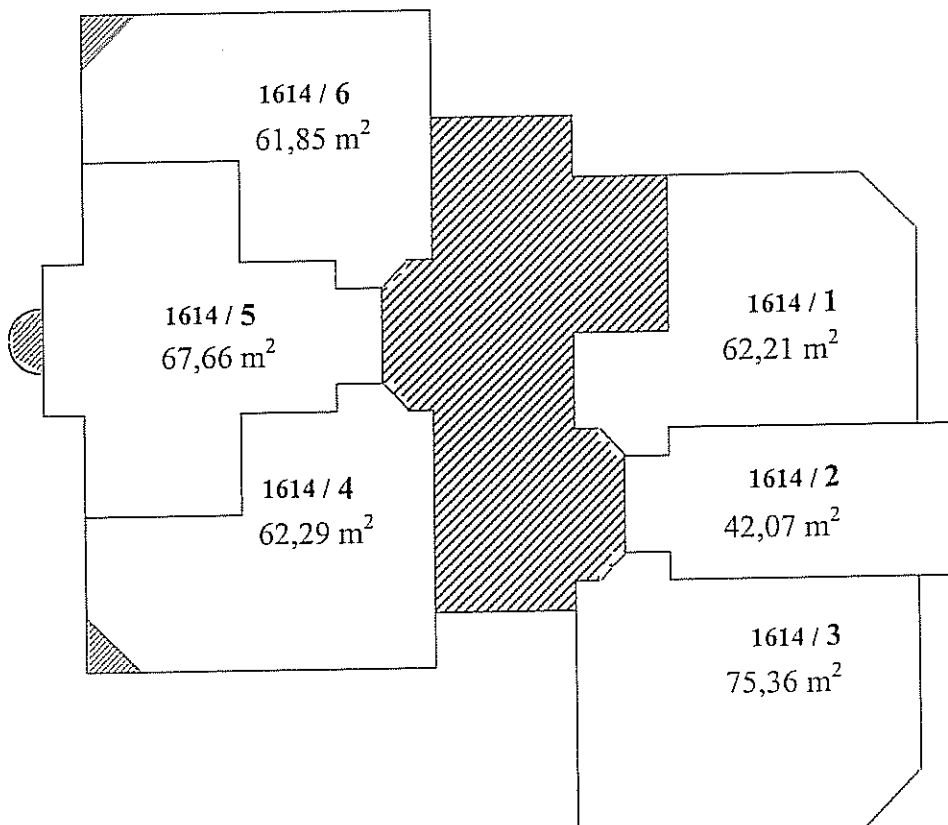 1614 / 6
61,85 m²
1614 / 5
67,66 m²
1614 / 1
62,21 m²
1614 / 4
62,29 m²
1614 / 2
42,07 m²
1614 / 3
75,36 m²